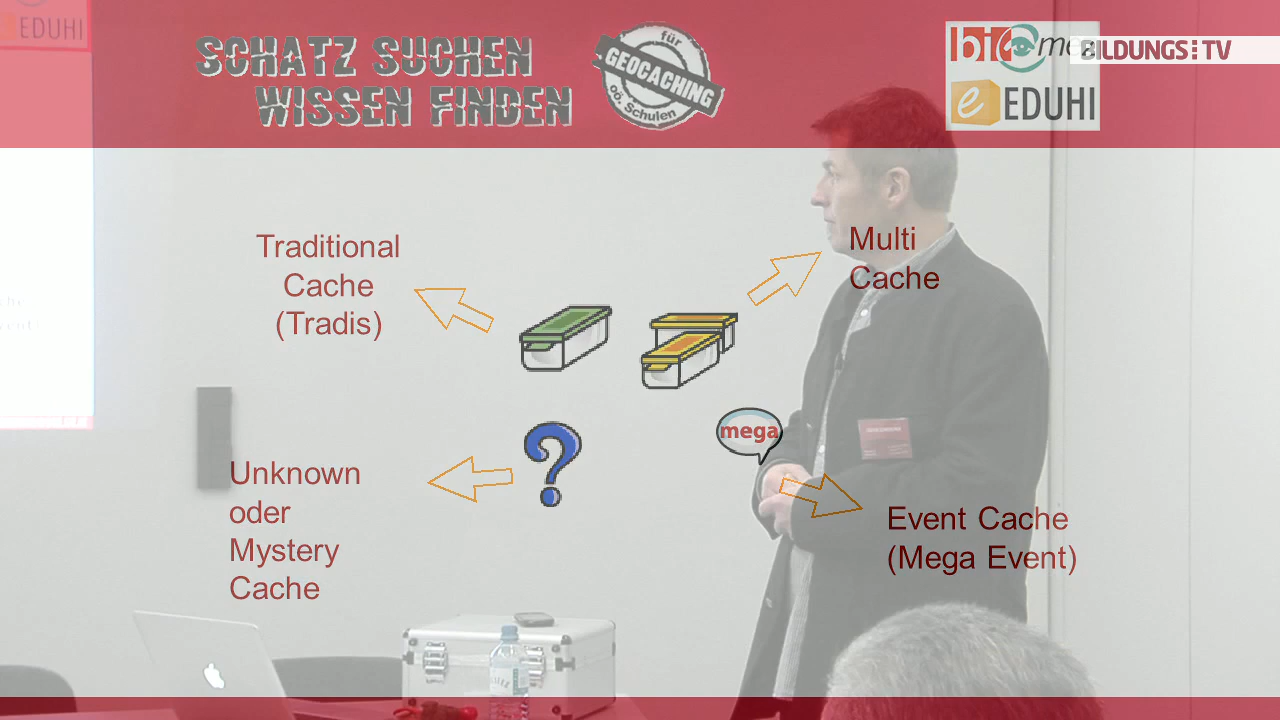 EDUHI
SCHATZ SUCHEN
WISSEN FINDEN
für
GEOCACHING
oö. Schulen
bit
BILDUNGS TV
e EDUHI
Traditional
Cache
(Tradis)
Multi
Cache
mega
Unknown
oder
Mystery
Cache
Event Cache
(Mega Event)